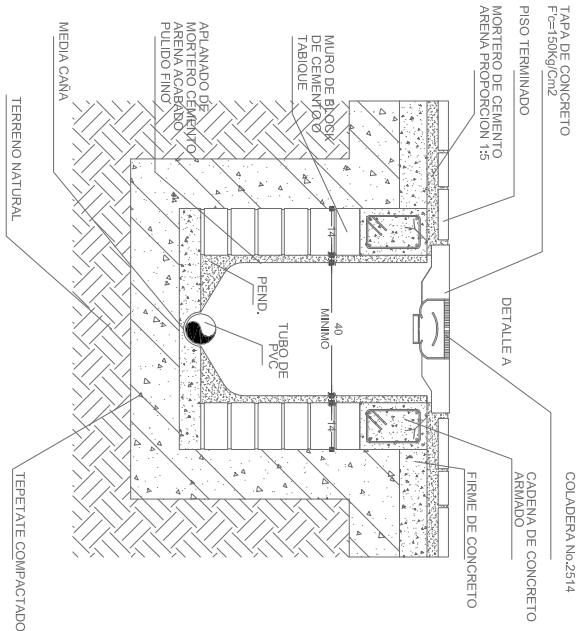 TAPA DE CONCRETO
F'c=150Kg/Cm2
PISO TERMINADO
MORTERO DE CEMENTO
ARENA PROPORCION 1:5
MURO DE BLOCK
DE CEMENTO O
TABIQUE
APLANADO DE
MORTERO CEMENTO
ARENA ACABADO
PULIDO FINO
MEDIA CAÑA
TERRENO NATURAL
DETALLE A
14
40
MINIMO
14
PEND.
TUBO DE
PVC
COLADERA No.2514
CADENA DE CONCRETO
ARMADO
FIRME DE CONCRETO
TEPETATE COMPACTADO